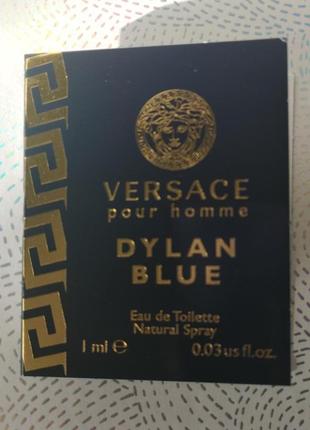 VERSACE
pour homme
DYLAN
BLUE
Eau de Toilette
Natural Spray
1 ml ℮ 0.03 us fl.oz.